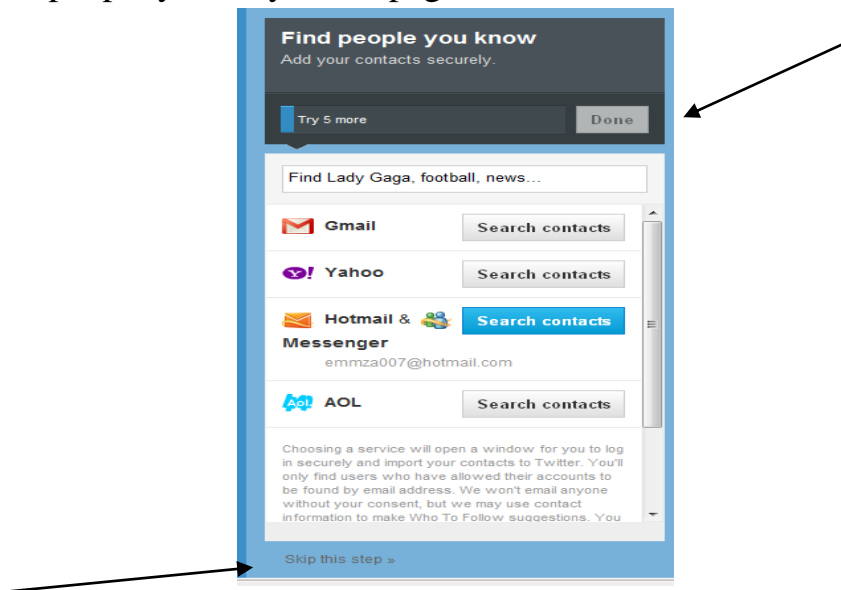 Find people you know
Add your contacts securely.
Try 5 more
Done
Find Lady Gaga, football, news...
Gmail
Search contacts
Yahoo
Search contacts
Hotmail & Messenger
Search contacts
emmza007@hotmail.com
Aol.
AOL
Search contacts
Choosing a service will open a window for you to log
in securely and import your contacts to Twitter. You'll
only find users who have allowed their accounts to
be found by email address. We won't email anyone
without your consent, but we may use contact
information to make Who To Follow suggestions. You
Skip this step »